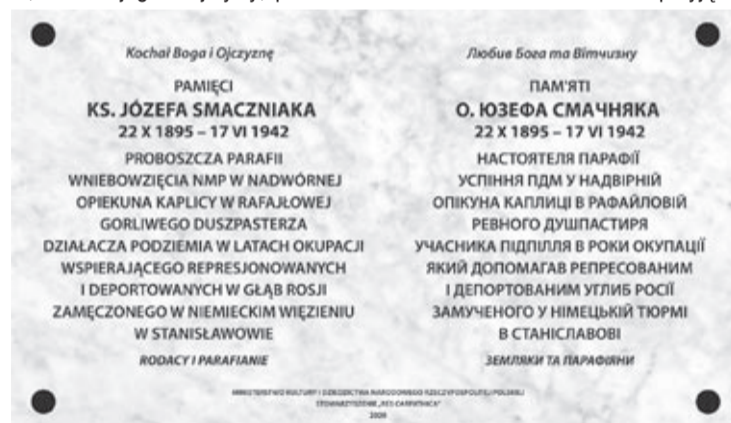 Kochał Boga i Ojczyznę
PAMIĘCI
KS. JÓZEFA SMACZNIAKA
22 X 1895 – 17 VI 1942
PROBOSZCZA PARAFII
WNIEBOWZIĘCIA NMP W NADWÓRNEJ
OPIEKUNA KAPLICY W RAFAJŁOWEJ
GORLIWEGO DUSZPASTERZA
DZIAŁACZA PODZIEMIA W LATACH OKUPACJI
WSPIERAJĄCEGO REPRESJONOWANYCH
I DEPORTOWANYCH W GŁĄB ROSJI
ZAMĘCZONEGO W NIEMIECKIM WIĘZIENIU
W STANISŁAWOWIE
RODACY I PARAFIANIE
Любив Бога та Вітчизну
ПАМ'ЯТІ
О. ЮЗЕФА СМАЧНЯКА
22 X 1895 – 17 VI 1942
НАСТОЯТЕЛЯ ПАРАФІЇ
УСПІННЯ ПДМ У НАДВІРНІЙ
ОПІКУНА КАПЛИЦІ В РАФАЙЛОВІЙ
РЕВНОГО ДУШПАСТИРЯ
УЧАСНИКА ПІДПІЛЛЯ В РОКИ ОКУПАЦІЇ
ЯКИЙ ДОПОМАГАВ РЕПРЕСОВАНИМ
І ДЕПОРТОВАНИМ УГЛИБ РОСІЇ
ЗАМУЧЕНОГО У НІМЕЦЬКІЙ ТЮРМІ
В СТАНІСЛАВОВІ
ЗЕМЛЯКИ ТА ПАРАФІЯНИ
MINISTERSTWO KULTURY I DZIEDZICTWA NARODOWEGO RZECZYPOSPOLITEJ POLSKIEJ
STOWARZYSZENIE „RES CARPATHICA”